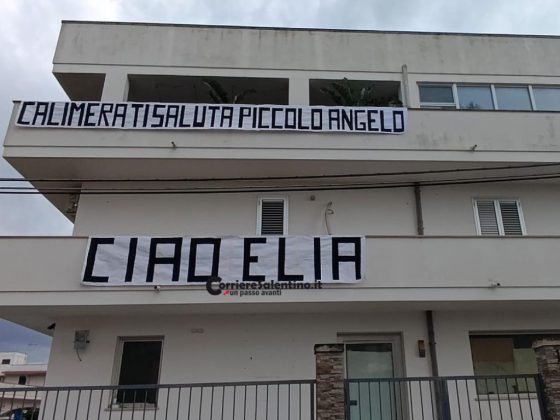 CALIMERA TI SALUTA PICCOLO ANGELO
CIAO ELIA
CorriereSalentino.it
un passo avanti